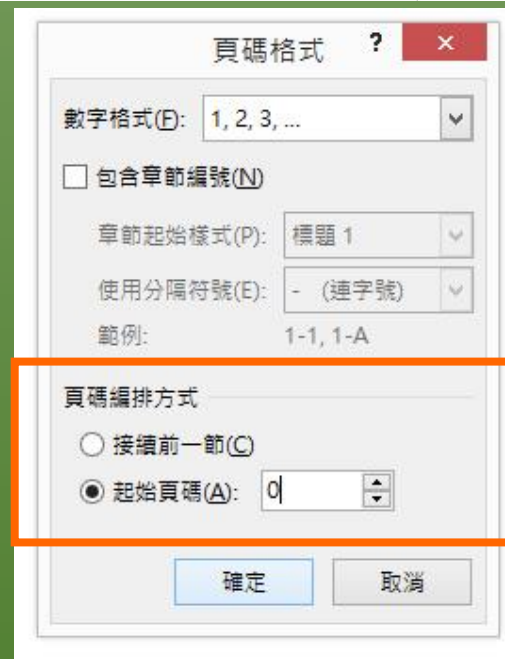 頁碼格式 ? ×
數字格式(F): 1, 2, 3, ...
包含章節編號(N)
章節起始樣式(P): 標題 1
使用分隔符號(E): - (連字號)
範例: 1-1, 1-A
頁碼編排方式
接續前一節(C)
起始頁碼(A): 0
確定 取消